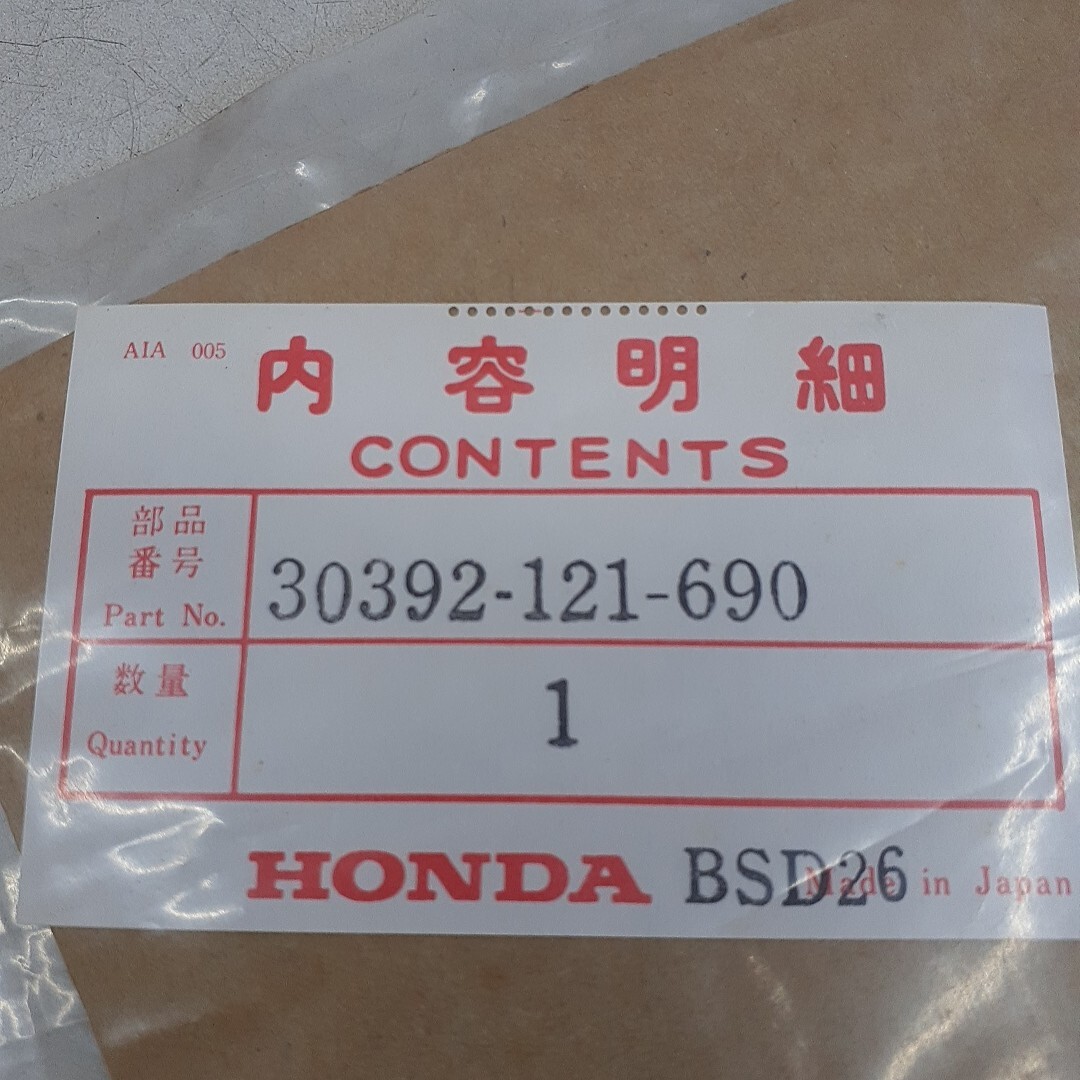 AIA 005
内容明細
CONTENTS
部品
番号
Part No.
30392-121-690
数量
Quantity
1
HONDA BSD26 Made in Japan